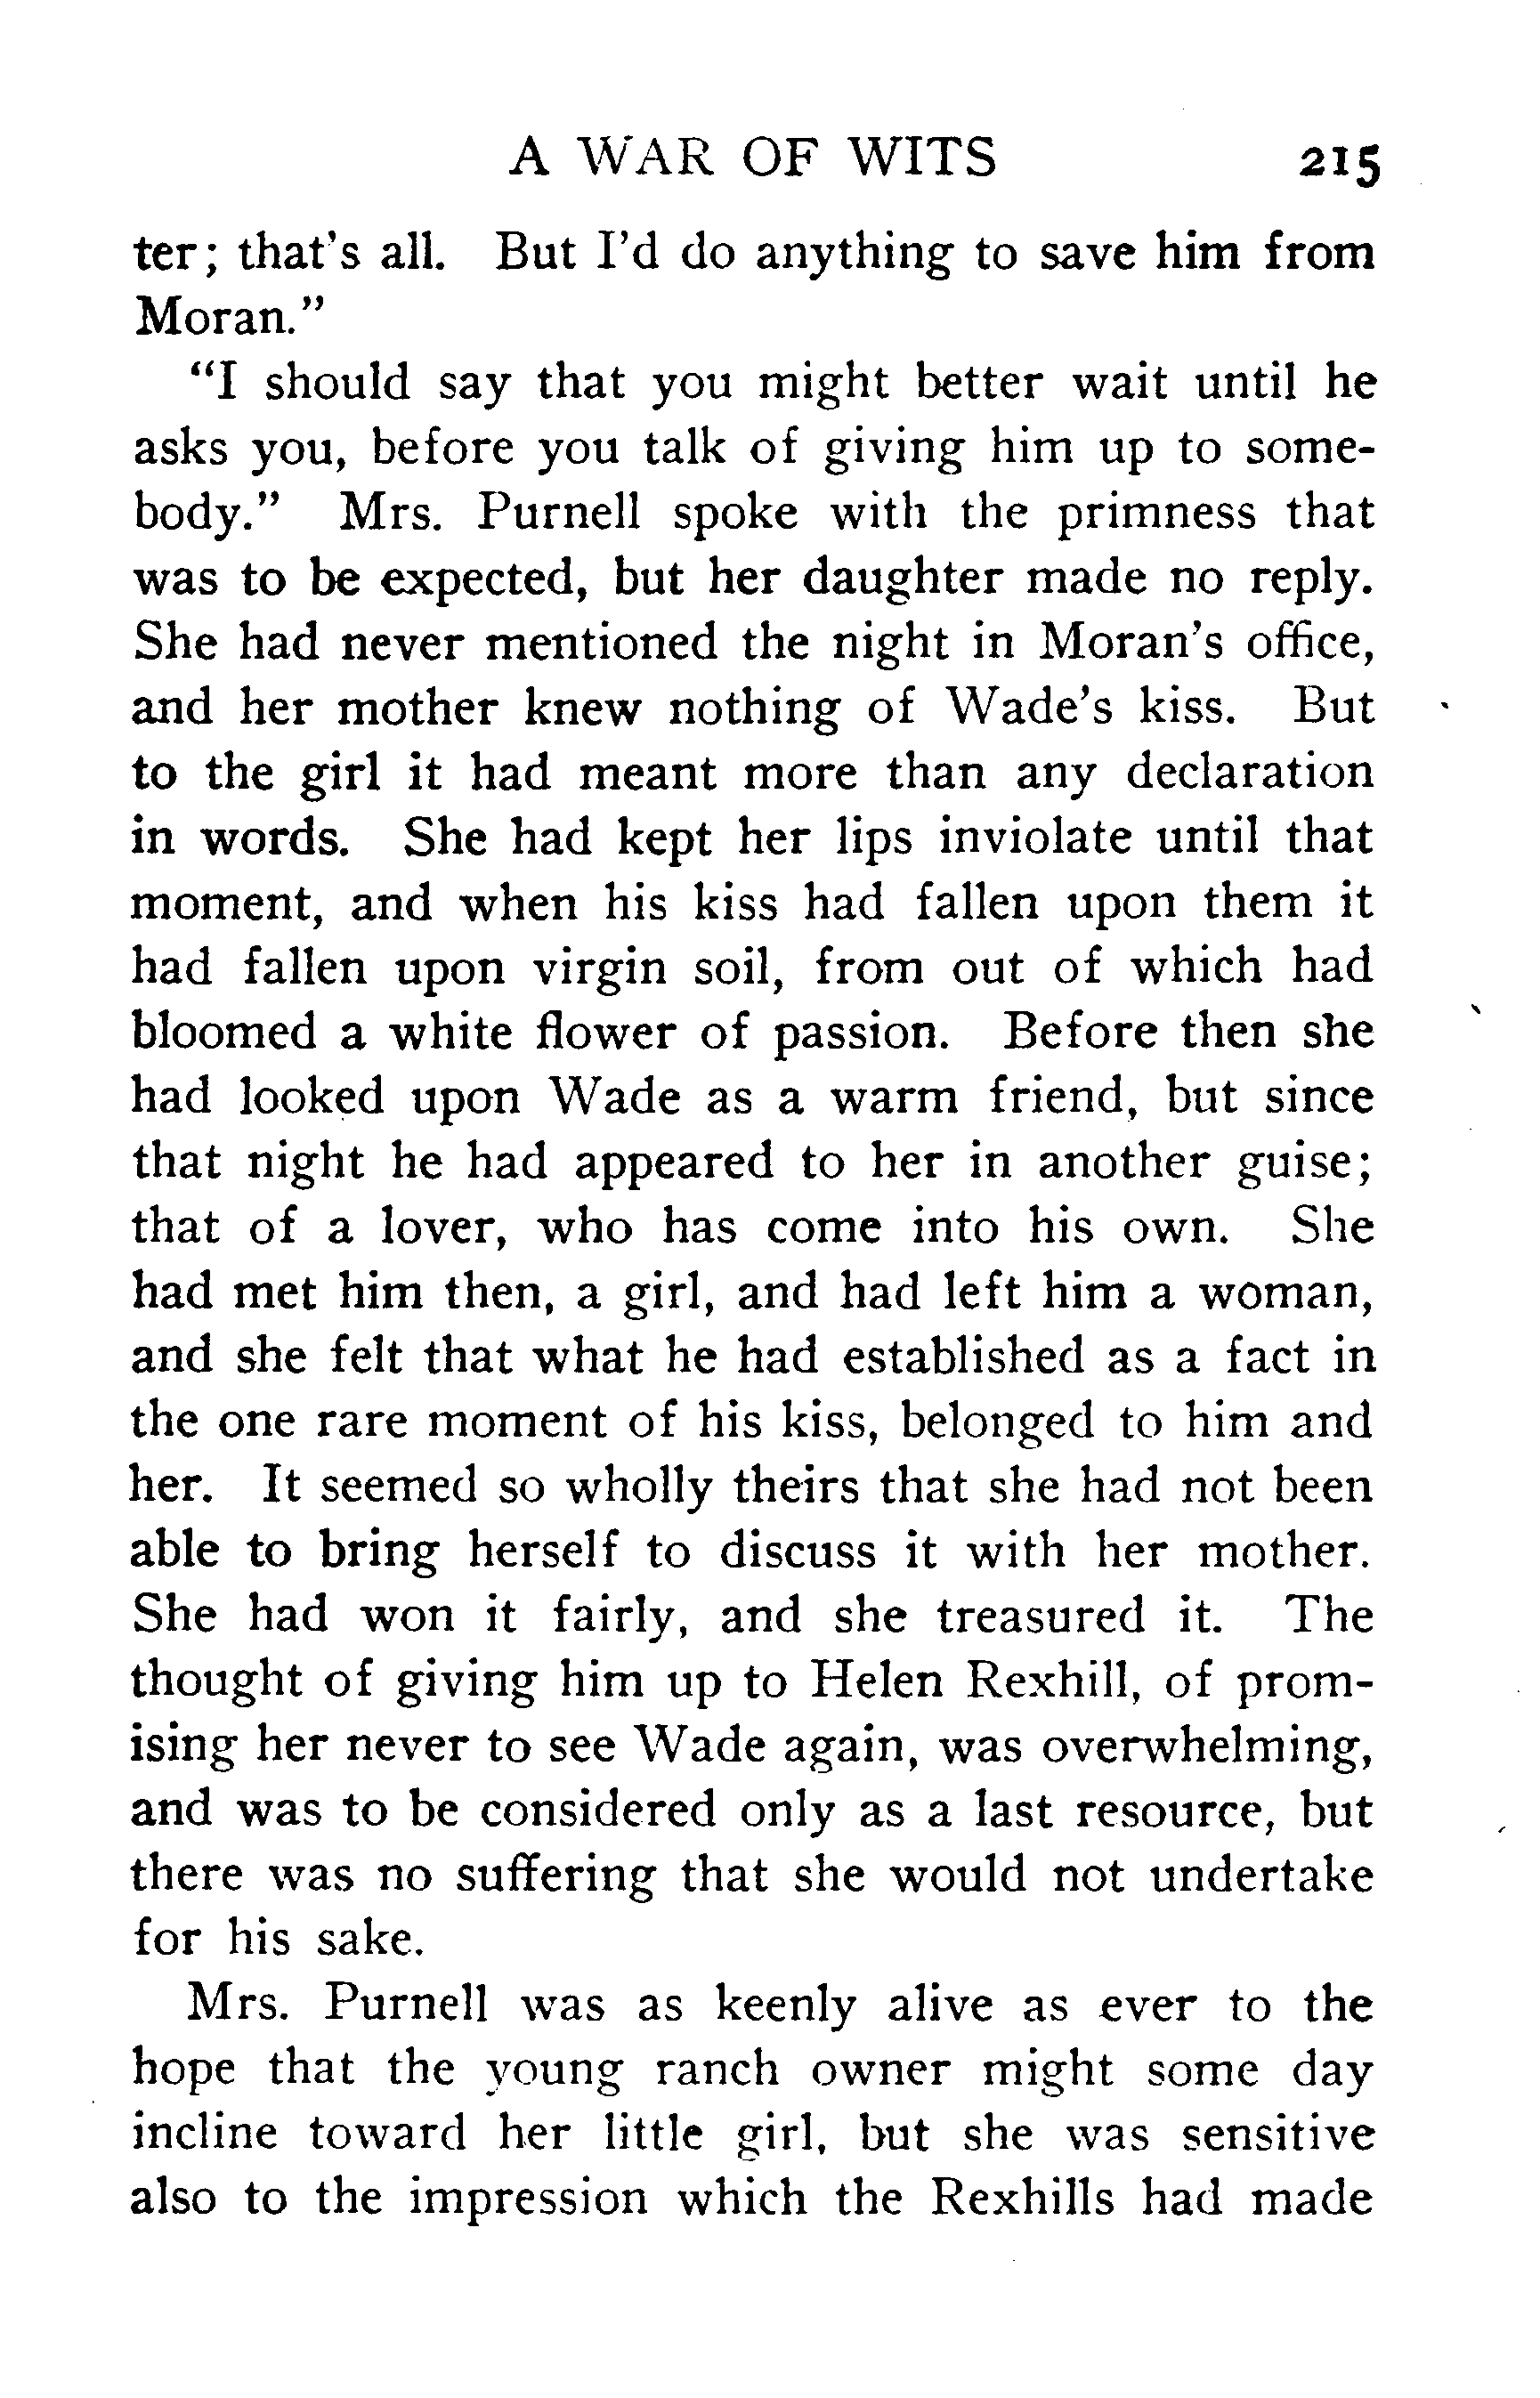 A WAR OF WITS 215
ter; that's all. But I'd do anything to save him from
Moran."
"I should say that you might better wait until he
asks you, before you talk of giving him up to some-
body." Mrs. Purnell spoke with the primness that
was to be expected, but her daughter made no reply.
She had never mentioned the night in Moran's office,
and her mother knew nothing of Wade's kiss. But
to the girl it had meant more than any declaration
in words. She had kept her lips inviolate until that
moment, and when his kiss had fallen upon them it
had fallen upon virgin soil, from out of which had
bloomed a white flower of passion. Before then she
had looked upon Wade as a warm friend, but since
that night he had appeared to her in another guise;
that of a lover, who has come into his own. She
had met him then, a girl, and had left him a woman,
and she felt that what he had established as a fact in
the one rare moment of his kiss, belonged to him and
her. It seemed so wholly theirs that she had not been
able to bring herself to discuss it with her mother.
She had won it fairly, and she treasured it. The
thought of giving him up to Helen Rexhill, of prom-
ising her never to see Wade again, was overwhelming,
and was to be considered only as a last resource, but
there was no suffering that she would not undertake
for his sake.
Mrs. Purnell was as keenly alive as ever to the
hope that the young ranch owner might some day
incline toward her little girl, but she was sensitive
also to the impression which the Rexhills had made